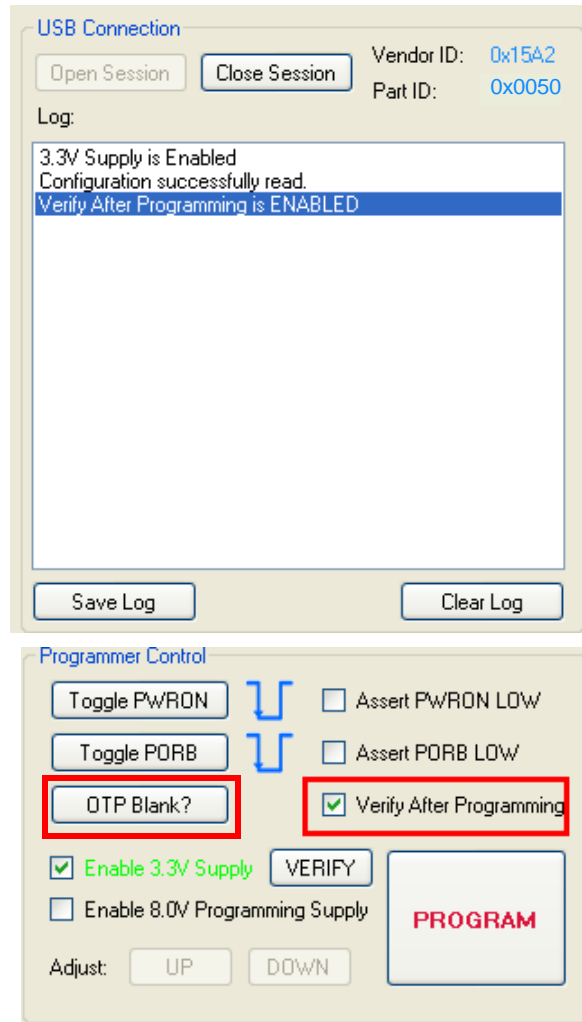 USB Connection
Open Session Close Session Vendor ID: 0x15A2
Part ID: 0x0050
Log:
3.3V Supply is Enabled
Configuration successfully read.
Verify After Programming is ENABLED
Save Log Clear Log
Programmer Control
Toggle PWRON Assert PWRON LOW
Toggle PORB Assert PORB LOW
OTP Blank? Verify After Programming
Enable 3.3V Supply VERIFY
Enable 8.0V Programming Supply
PROGRAM
Adjust: UP DOWN